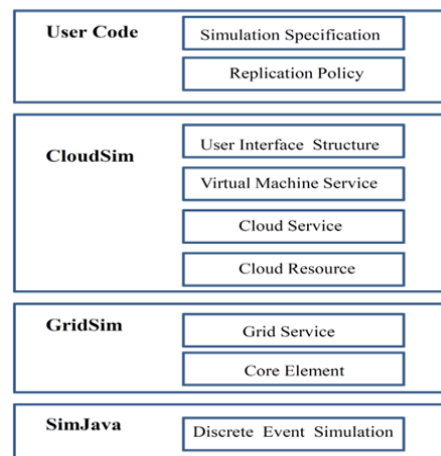 User Code
Simulation Specification
Replication Policy
CloudSim
User Interface Structure
Virtual Machine Service
Cloud Service
Cloud Resource
GridSim
Grid Service
Core Element
SimJava
Discrete Event Simulation